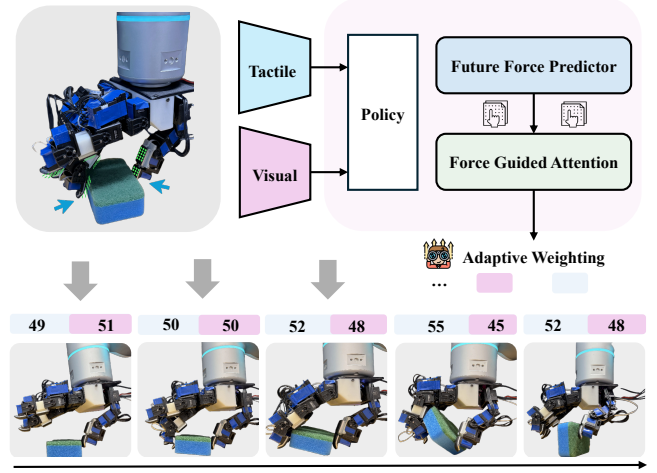 Tactile
Visual
Policy
Future Force Predictor
Force Guided Attention
Adaptive Weighting
...
49 51
50 50
52 48
55 45
52 48